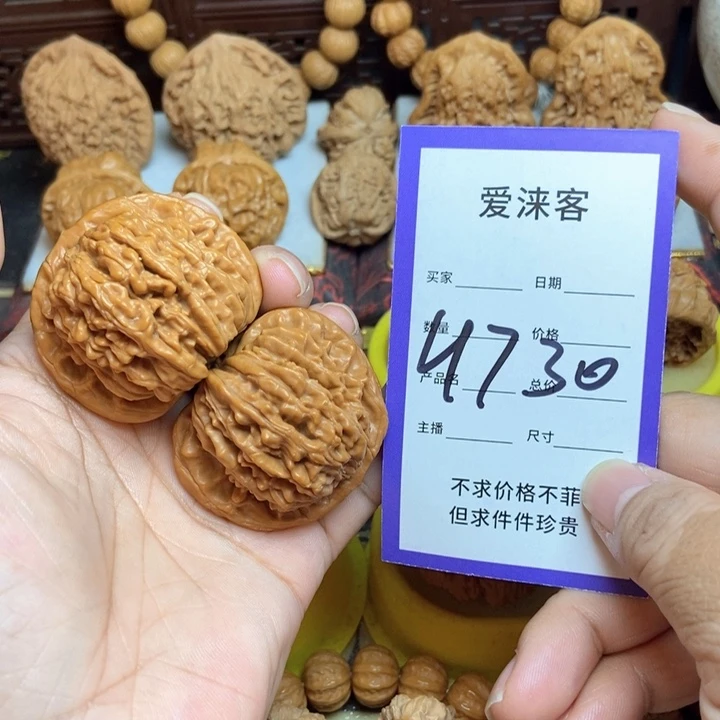 爱涞客
买家 日期
数量 价格
4730
产品名 总价
主播 尺寸
不求价格不菲
但求件件珍贵